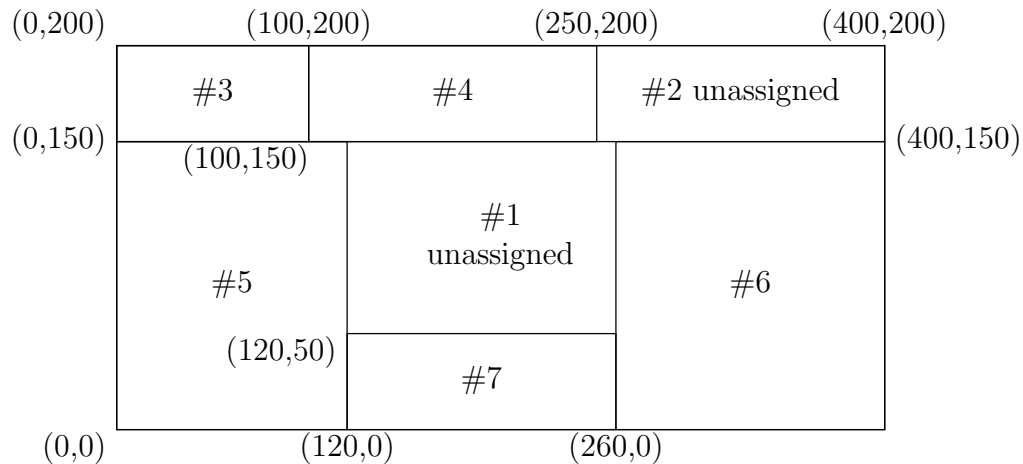 (0,200) (100,200) (250,200) (400,200)
#3 #4 #2 unassigned
(0,150) (100,150) (400,150)
#1
unassigned
#5 #6
(120,50)
#7
(0,0) (120,0) (260,0)